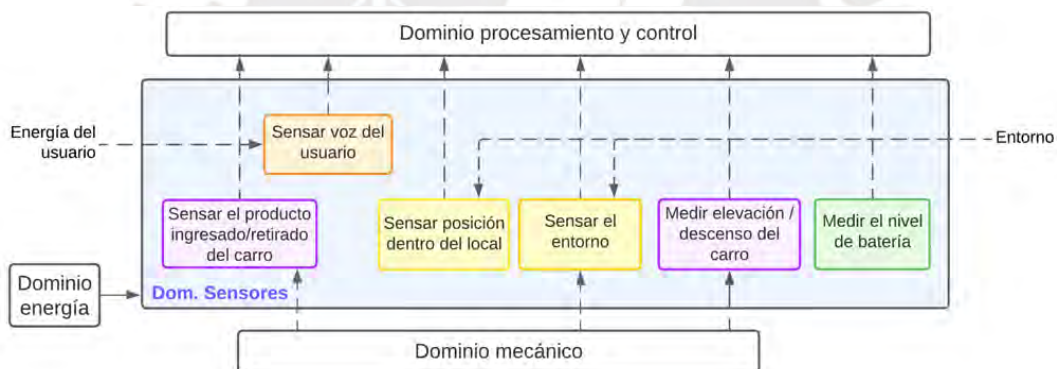 Dominio procesamiento y control
Energía del
usuario
Sensar voz del
usuario
Entorno
Sensar el producto
ingresado/retirado
del carro
Sensar posición
dentro del local
Sensar el
entorno
Medir elevación /
descenso del
carro
Medir el nivel
de batería
Dominio
energía
Dom. Sensores
Dominio mecánico